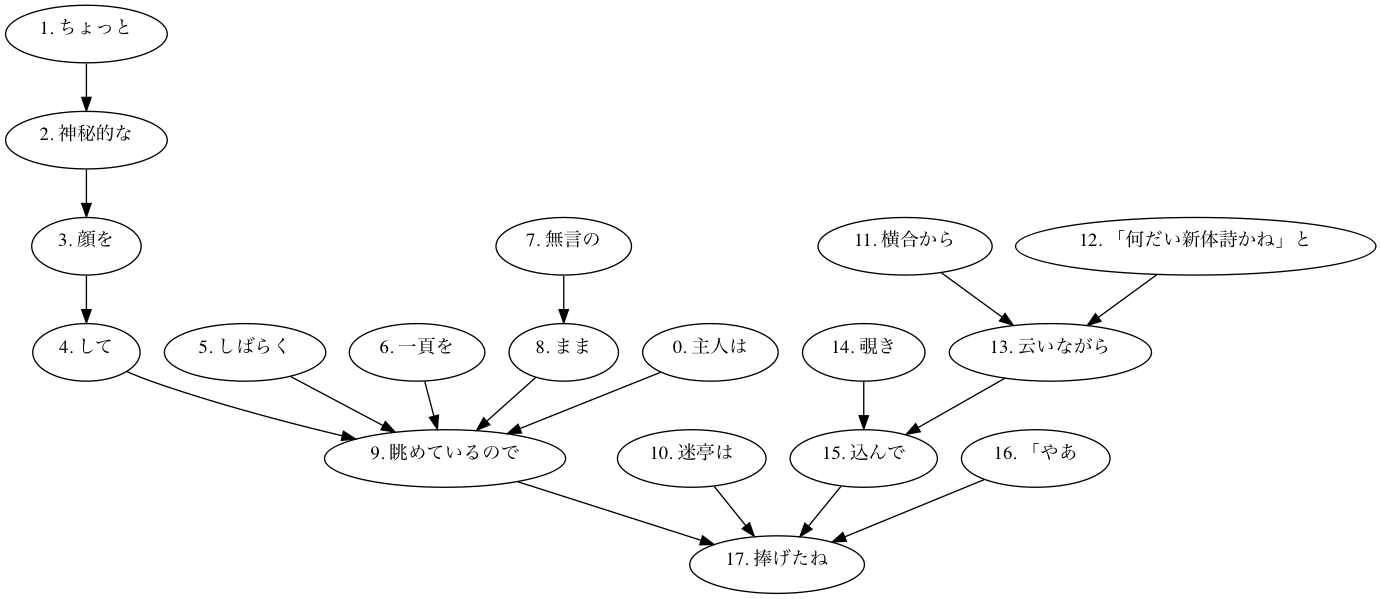 1. ちょっと
2. 神秘的な
3. 顔を
7. 無言の
11. 横合から
12. 「何だい新体詩かね」と
4. して
5. しばらく
6. 一頁を
8. まま
0. 主人は
14. 覗き
13. 云いながら
9. 眺めているので
10. 迷亭は
15. 込んで
16. 「やあ
17. 捧げたね